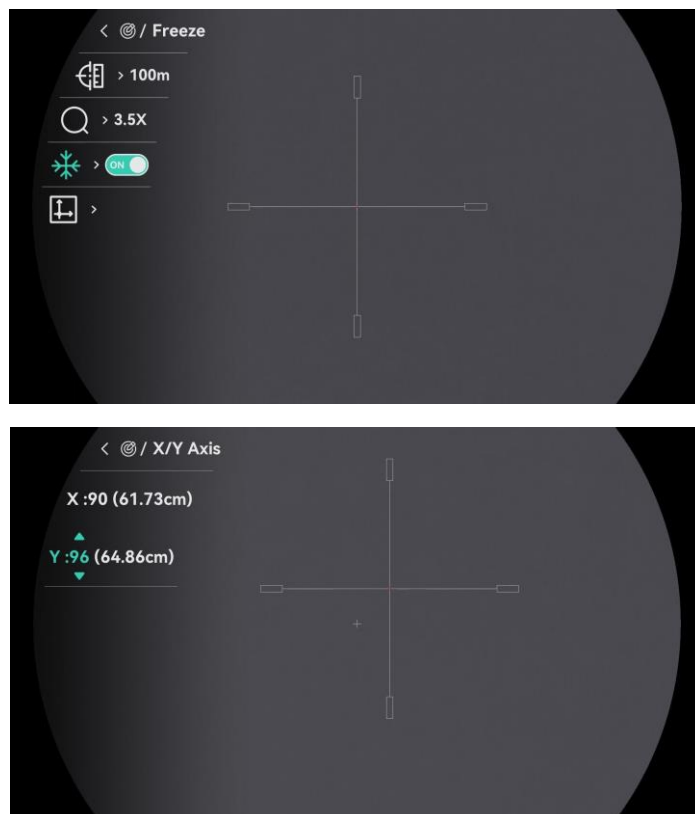 / Freeze
100m
3.5X
ON
/ X/Y Axis
X :90 (61.73cm)
Y :96 (64.86cm)